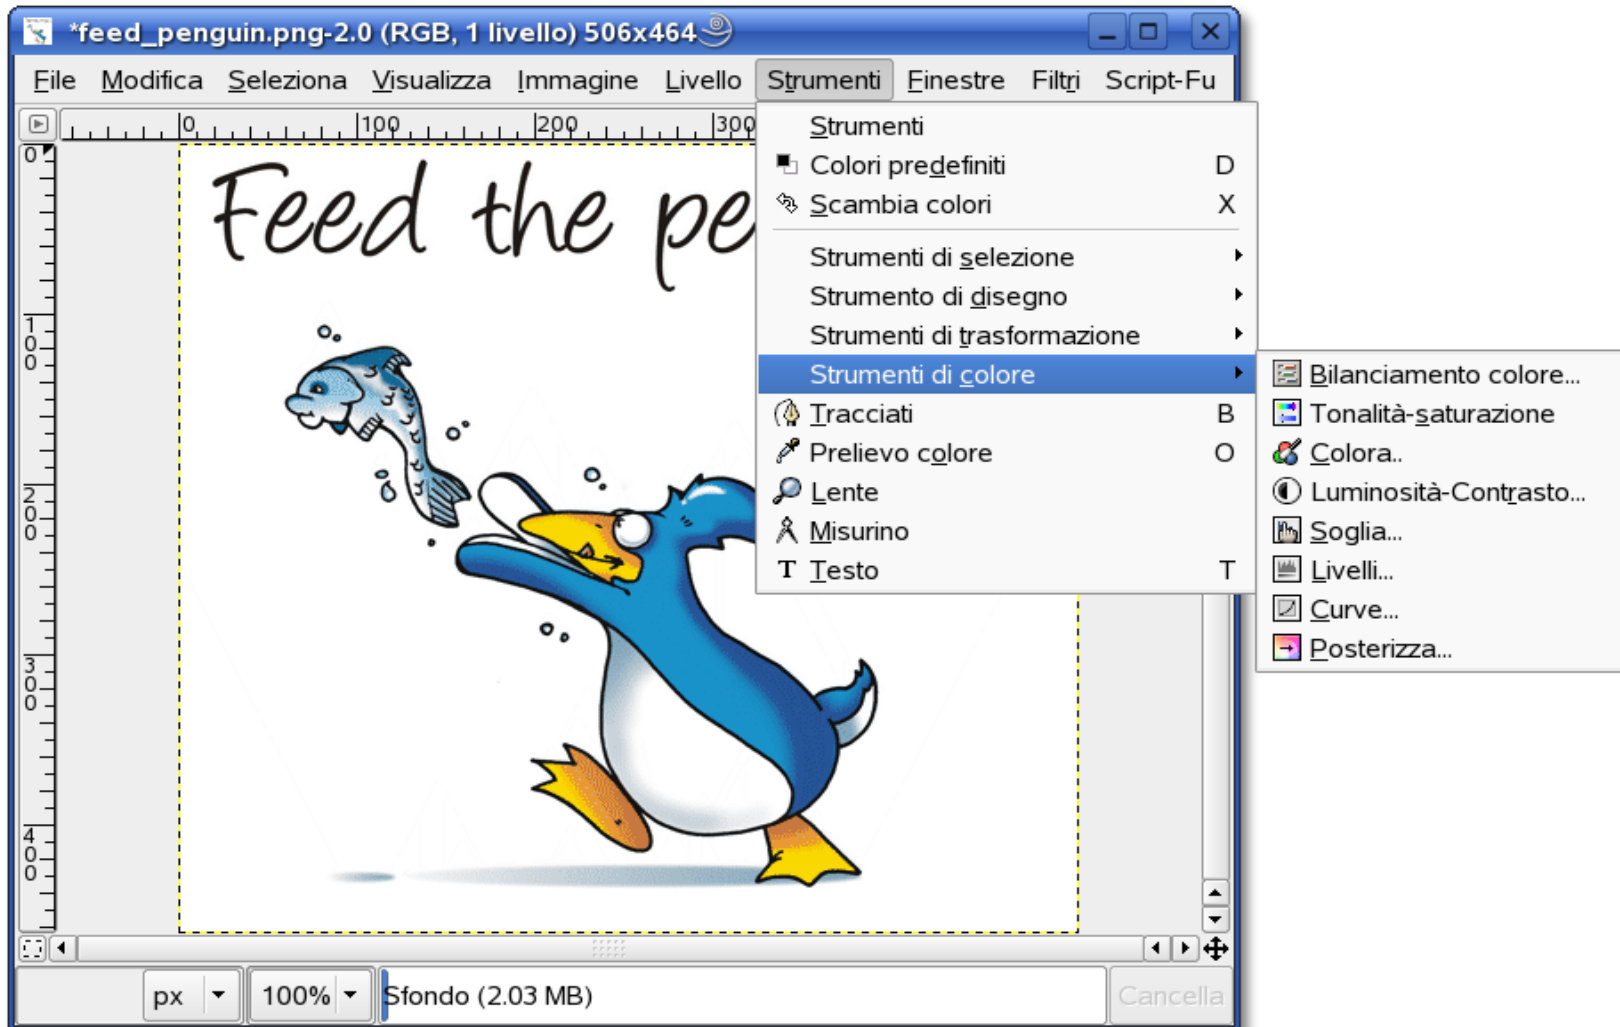 *feed_penguin.png-2.0 (RGB, 1 livello) 506x464
File Modifica Seleziona Visualizza Immagine Livello Strumenti Finestre Filtri Script-Fu
0 100 200 300
Strumenti
Colori predefiniti D
Scambia colori X
Strumenti di selezione
Strumento di disegno
Strumenti di trasformazione
Strumenti di colore
Tracciati B
Prelievo colore O
Lente
Misurino
Testo T
Bilanciamento colore...
Tonalità-saturazione
Colora..
Luminosità-Contrasto...
Soglia...
Livelli...
Curve...
Posterizza...
0
100
200
300
400
Feed the pe
px 100% Sfondo (2.03 MB) Cancella